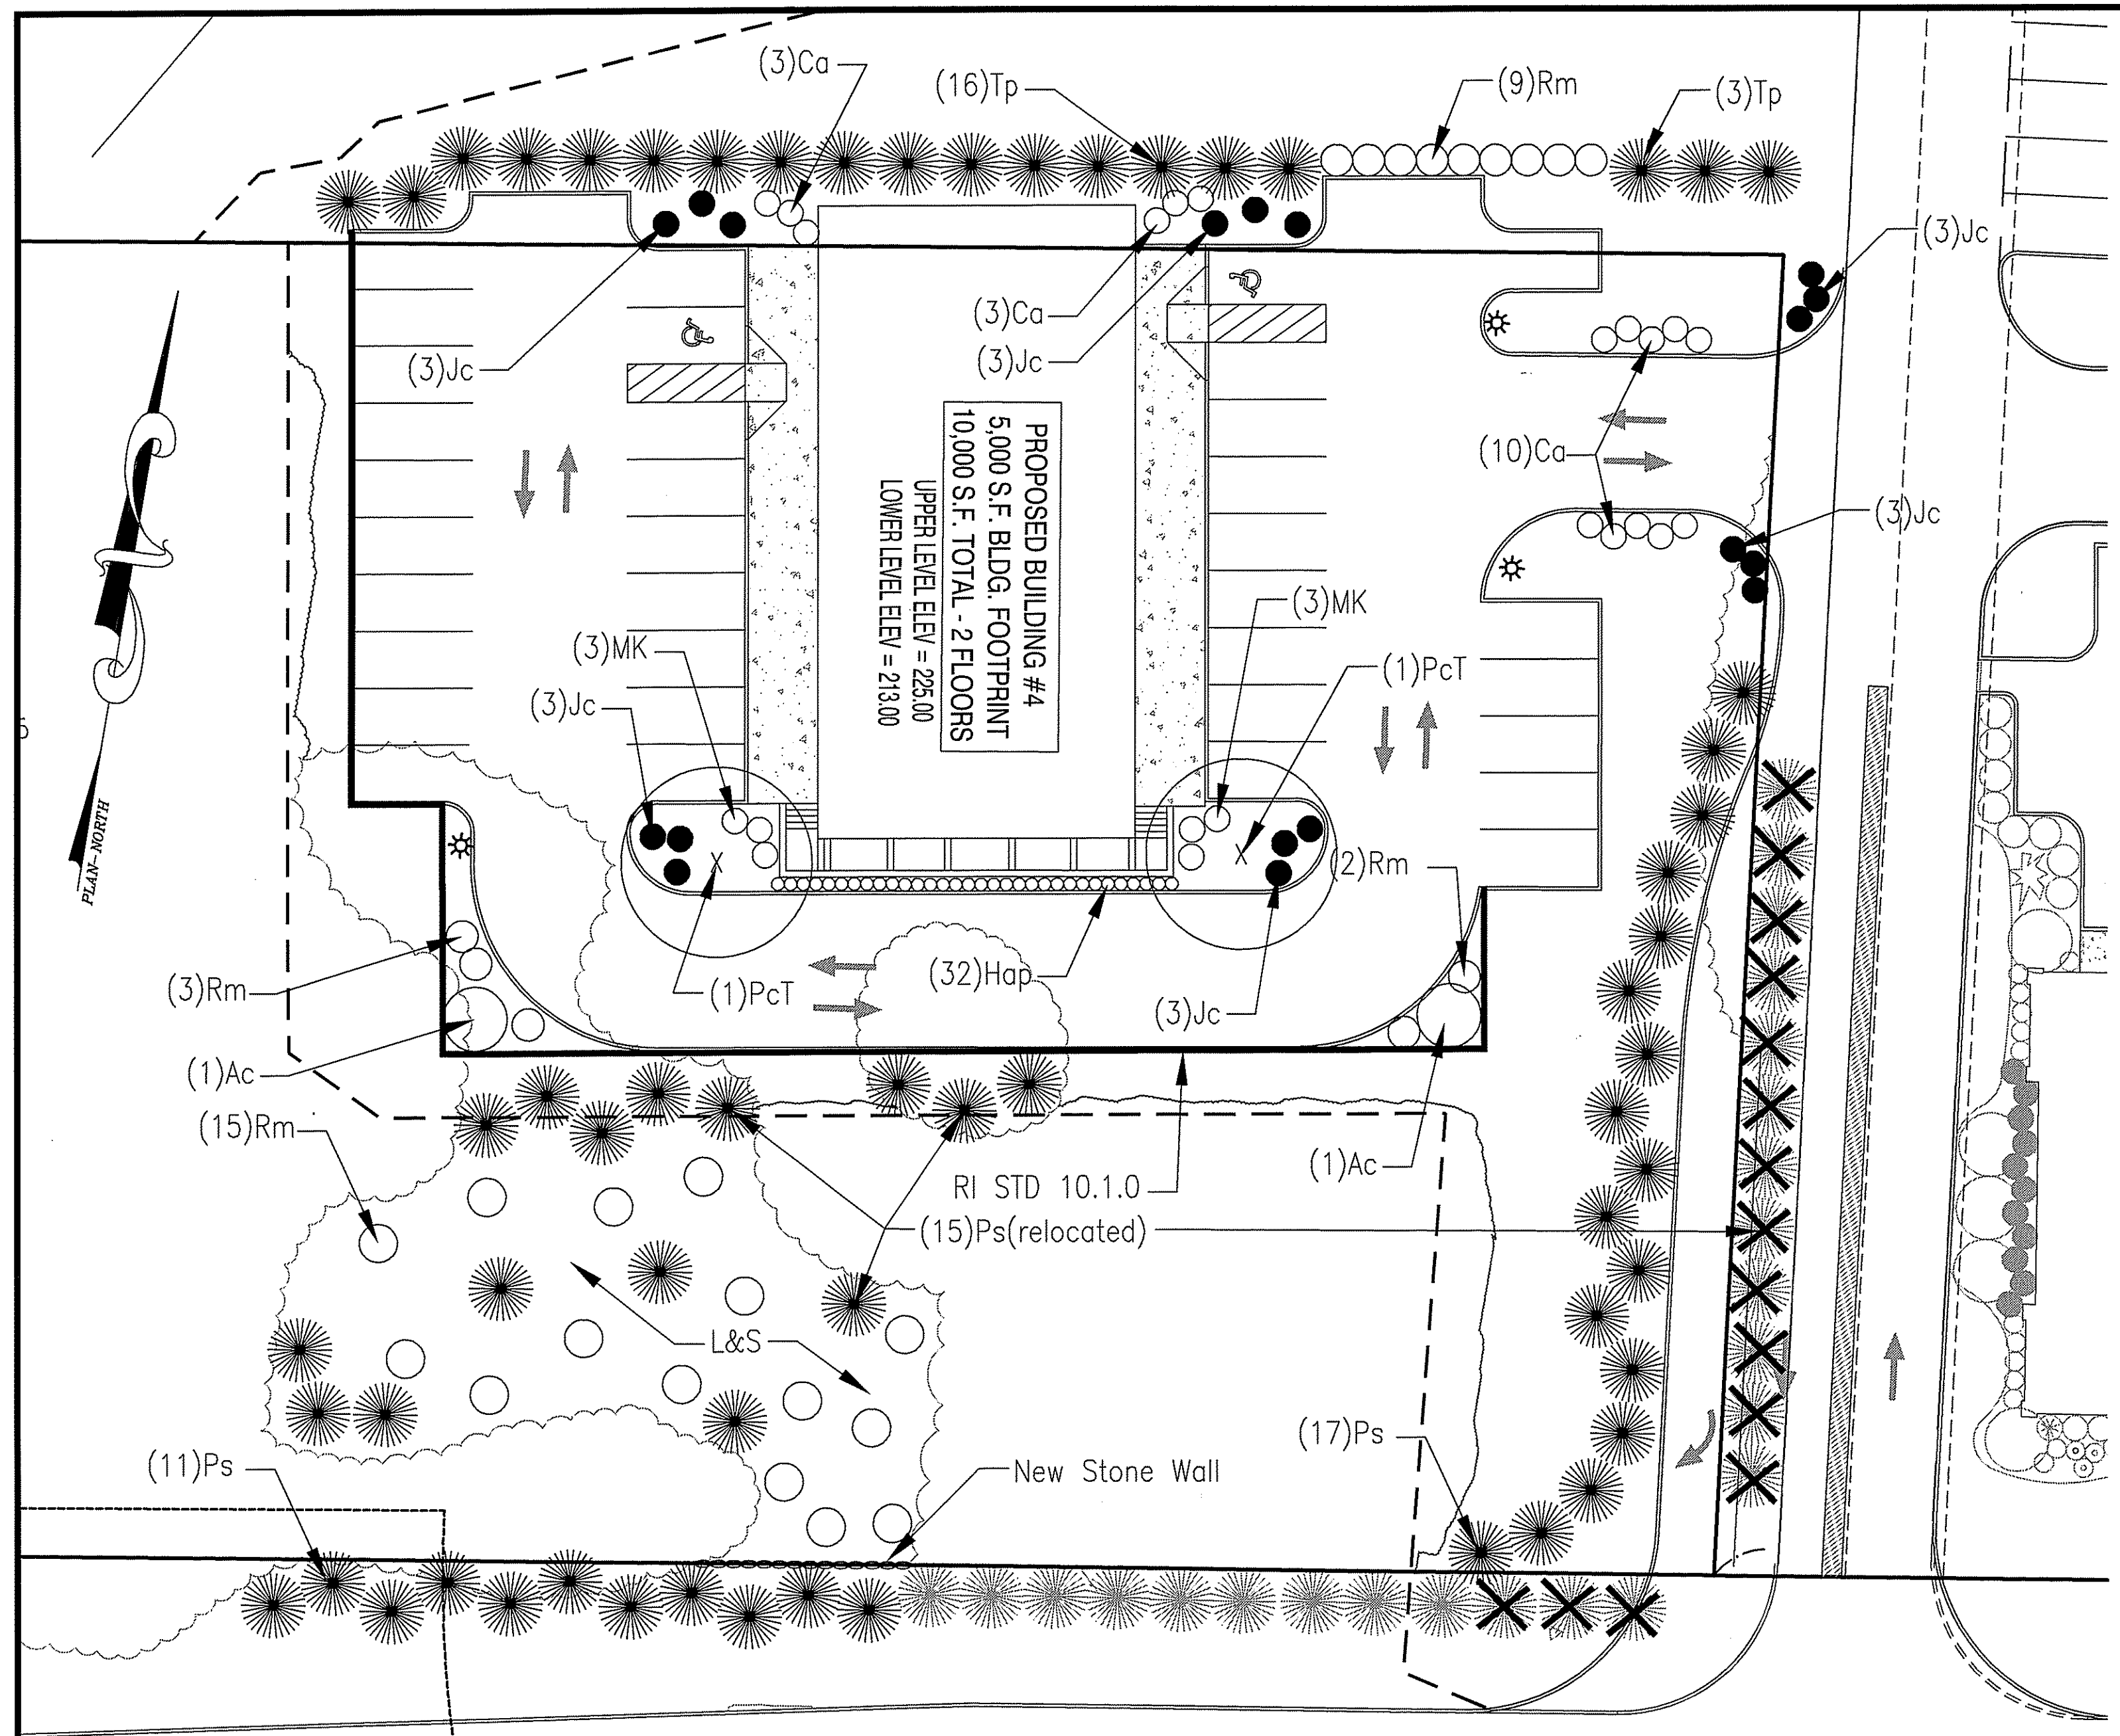 (3)Ca
(16)Tp
(9)Rm
(3)Tp
(3)Jc
(3)Ca
(3)Jc
(3)Jc
(10)Ca
(3)Jc
PROPOSED BUILDING #4
5,000 S.F. BLDG. FOOTPRINT
10,000 S.F. TOTAL - 2 FLOORS
UPPER LEVEL ELEV = 225.00
LOWER LEVEL ELEV = 213.00
(3)MK
(3)MK
(1)PcT
(3)Jc
PLAN-NORTH
(2)Rm
(3)Rm
(1)PcT
(32)Hap
(3)Jc
(1)Ac
(15)Rm
(1)Ac
RI STD 10.1.0
(15)Ps(relocated)
L&S
(17)Ps
(11)Ps
New Stone Wall